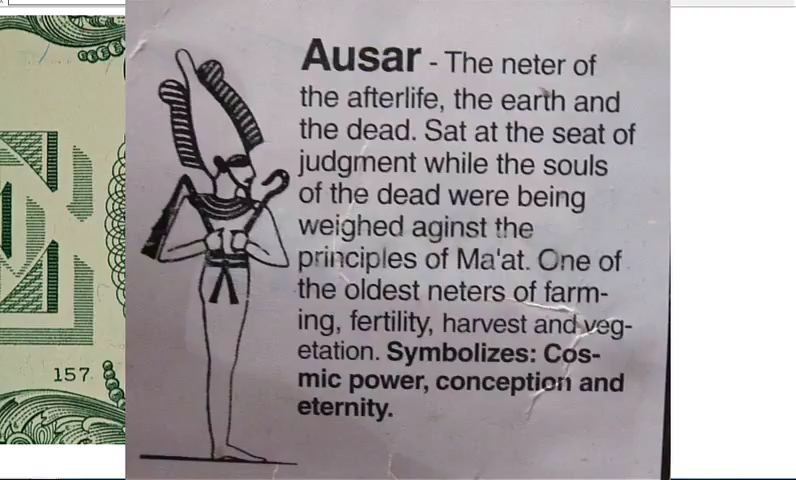 Ausar - The neter of
the afterlife, the earth and
the dead. Sat at the seat of
judgment while the souls
of the dead were being
weighed aginst the
principles of Ma'at. One of
the oldest neters of farm-
ing, fertility, harvest and veg-
etation. Symbolizes: Cos-
mic power, conception and
eternity.
157